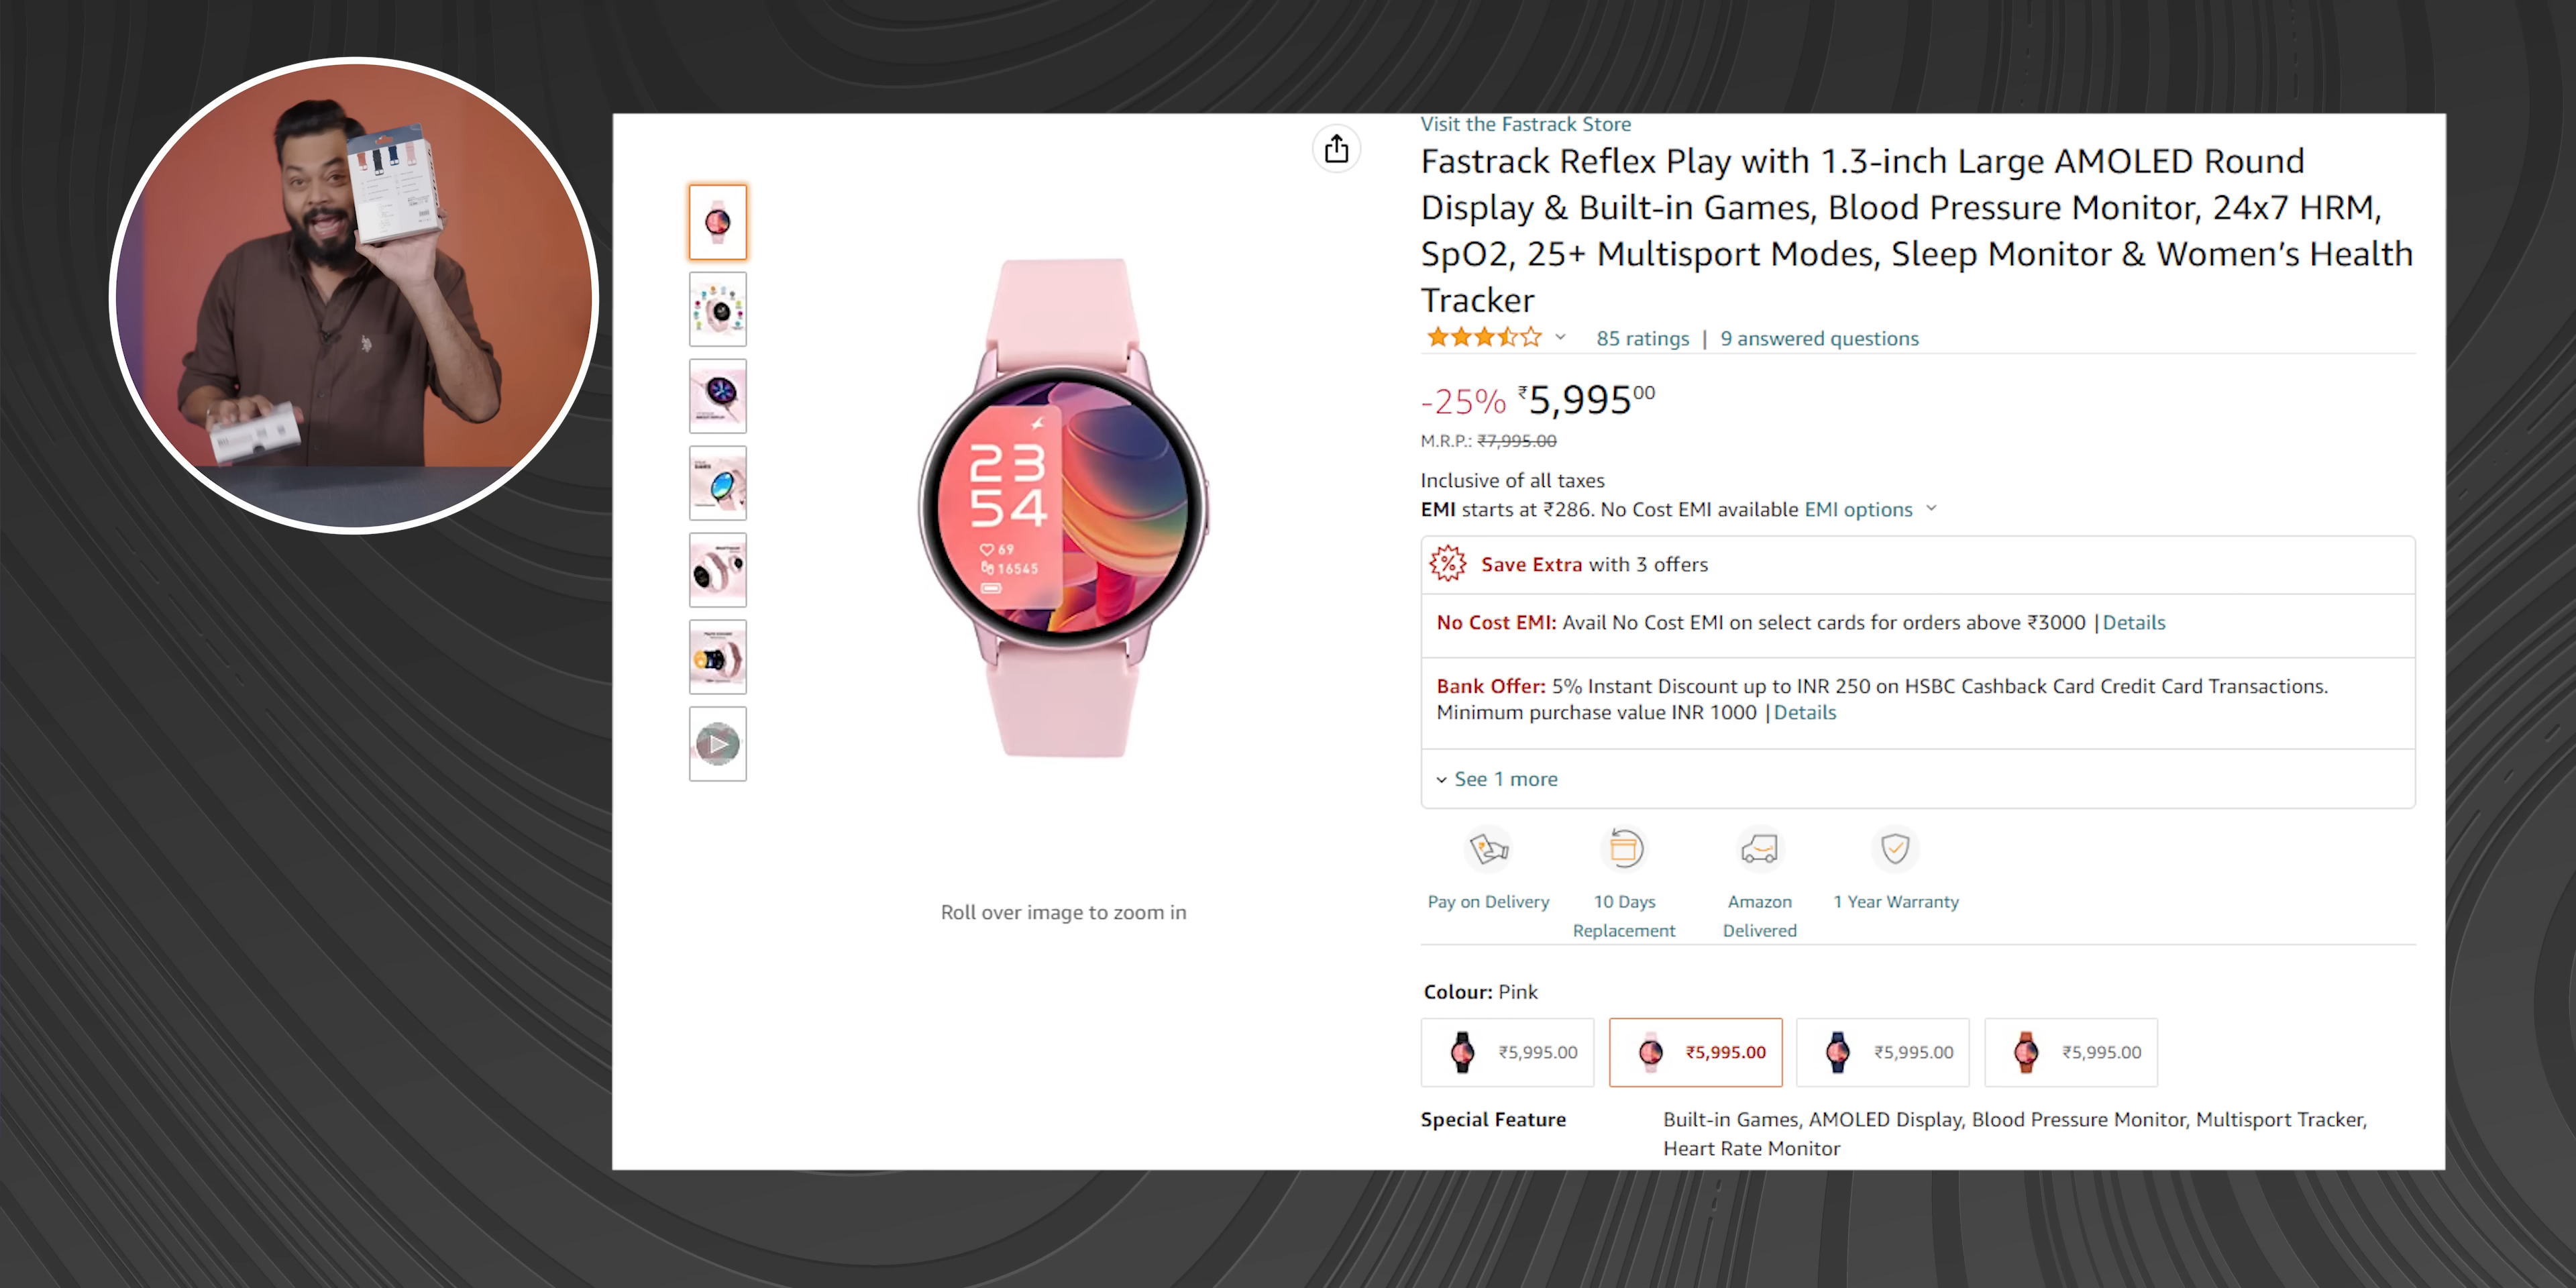 Visit the Fastrack Store
Fastrack Reflex Play with 1.3-inch Large AMOLED Round
Display & Built-in Games, Blood Pressure Monitor, 24x7 HRM,
SpO2, 25+ Multisport Modes, Sleep Monitor & Women’s Health
Tracker
85 ratings | 9 answered questions
-25% ₹5,99500
M.R.P.: ₹7,995.00
Inclusive of all taxes
EMI starts at ₹286. No Cost EMI available EMI options
Save Extra with 3 offers
No Cost EMI: Avail No Cost EMI on select cards for orders above ₹3000 | Details
Bank Offer: 5% Instant Discount up to INR 250 on HSBC Cashback Card Credit Card Transactions.
Minimum purchase value INR 1000 | Details
See 1 more
Pay on Delivery
10 Days
Replacement
Amazon
Delivered
1 Year Warranty
Colour: Pink
₹5,995.00 ₹5,995.00 ₹5,995.00 ₹5,995.00
Special Feature
Built-in Games, AMOLED Display, Blood Pressure Monitor, Multisport Tracker,
Heart Rate Monitor
23
54
69
16545
Roll over image to zoom in